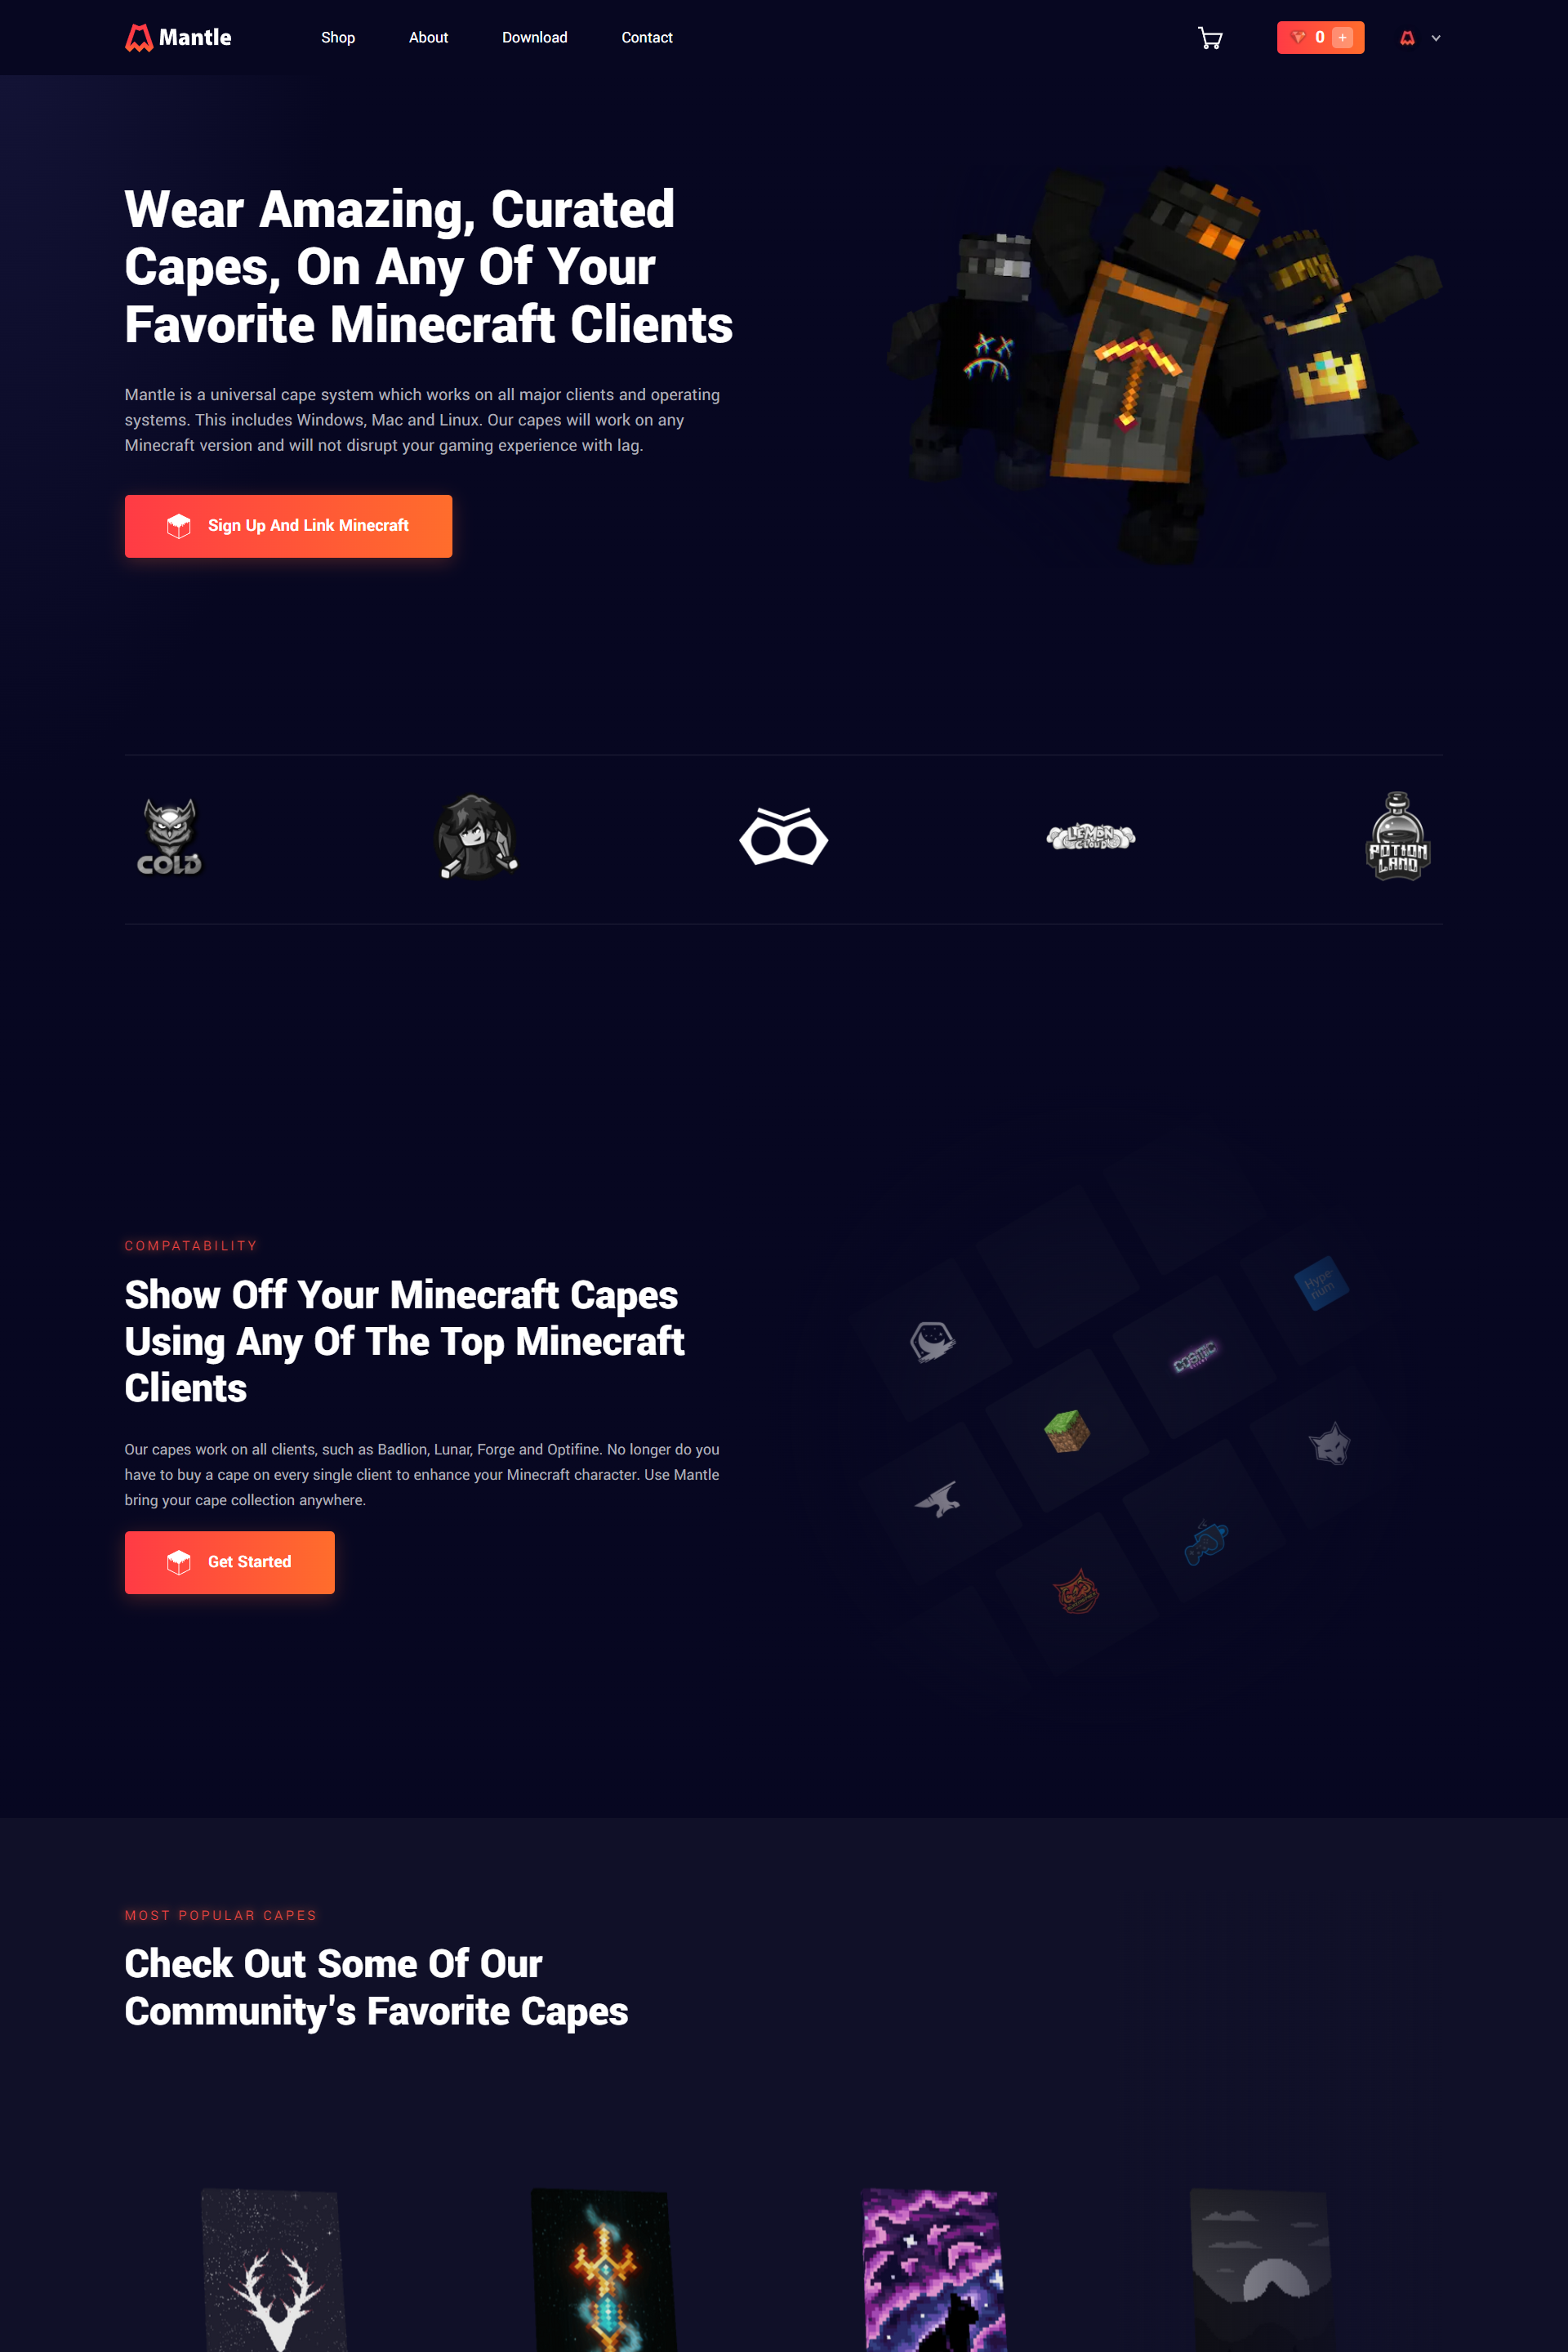 Mantle
Shop
About
Download
Contact
0
+
Wear Amazing, Curated
Capes, On Any Of Your
Favorite Minecraft Clients
Mantle is a universal cape system which works on all major clients and operating
systems. This includes Windows, Mac and Linux. Our capes will work on any
Minecraft version and will not disrupt your gaming experience with lag.
Sign Up And Link Minecraft
COLD
LEMON
CLOUD
POTION
LAND
COMPATABILITY
Show Off Your Minecraft Capes
Using Any Of The Top Minecraft
Clients
Our capes work on all clients, such as Badlion, Lunar, Forge and Optifine. No longer do you
have to buy a cape on every single client to enhance your Minecraft character. Use Mantle
bring your cape collection anywhere.
Get Started
Hype
rium
COSMIC
MOST POPULAR CAPES
Check Out Some Of Our
Community's Favorite Capes